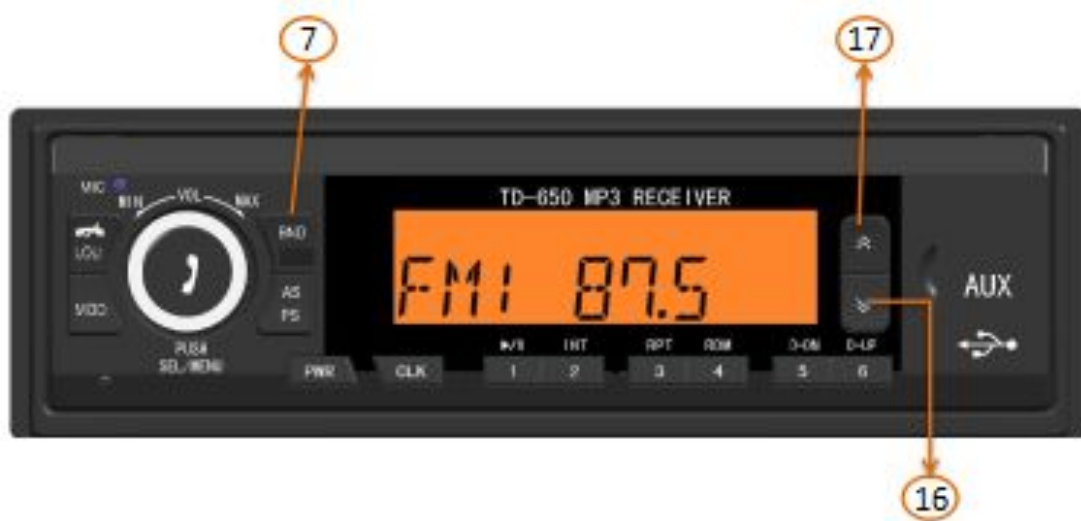 7
17
MIC
MIN VOL MAX
TD-650 MP3 RECEIVER
LOU
BND
FM1 87.5
AS
PS
MOD
AUX
PUSH
SEL/MENU
INT
RPT
RDM
PWR
CLK
1
2
3
4
5
6
16